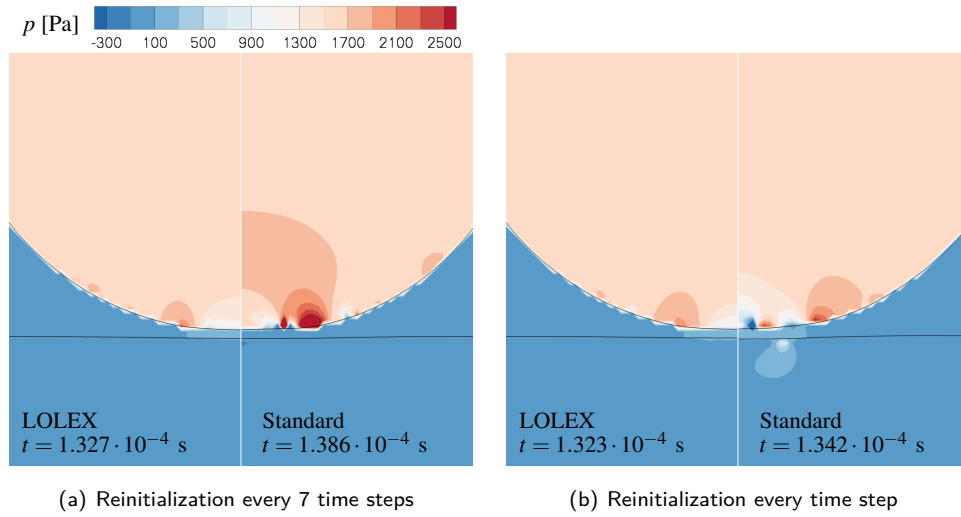 p [Pa]
-300 100 500 900 1300 1700 2100 2500
LOLEX
t = 1.327 · 10⁻⁴ s
Standard
t = 1.386 · 10⁻⁴ s
LOLEX
t = 1.323 · 10⁻⁴ s
Standard
t = 1.342 · 10⁻⁴ s
(a) Reinitialization every 7 time steps
(b) Reinitialization every time step